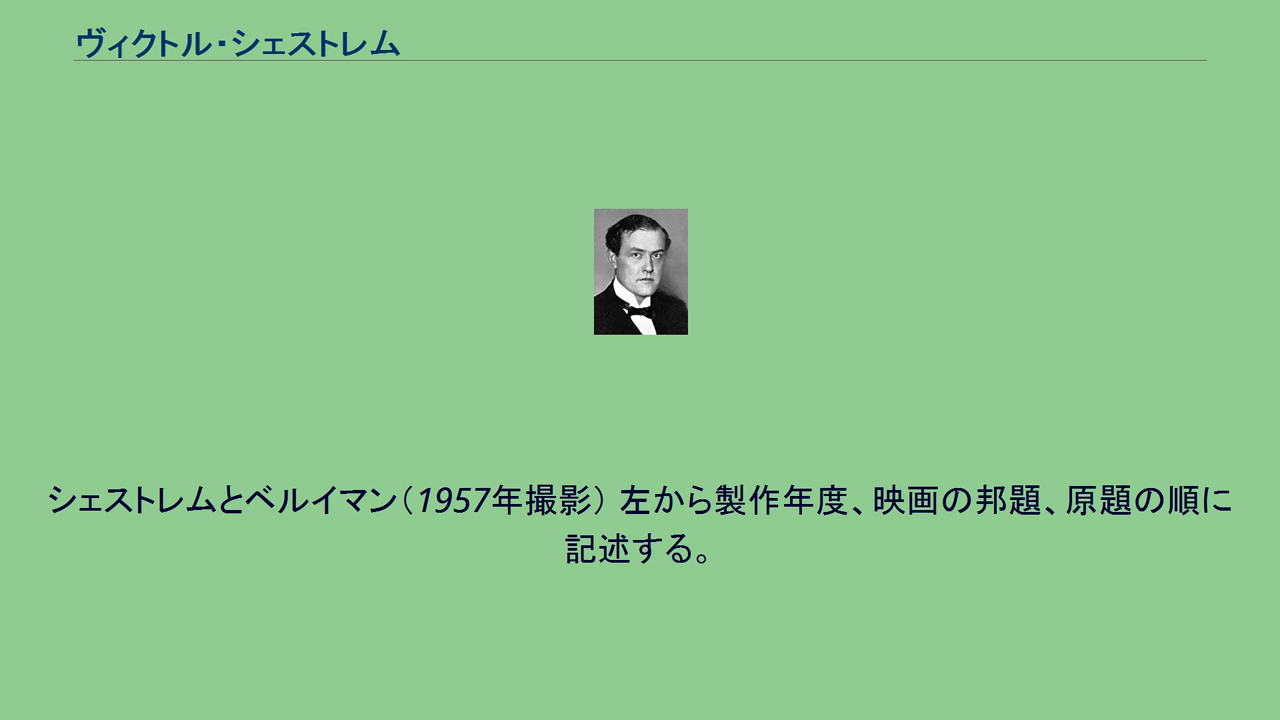 ヴィクトル・シェストレム
シェストレムとベルイマン（1957年撮影） 左から製作年度、映画の邦題、原題の順に
記述する。